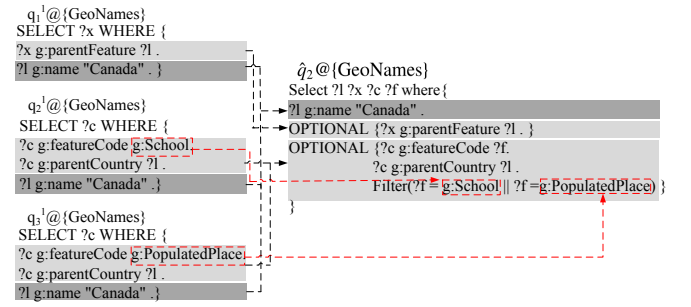 q₁¹@{GeoNames}
SELECT ?x WHERE {
?x g:parentFeature ?l .
?l g:name "Canada" . }
q₂¹@{GeoNames}
SELECT ?c WHERE {
?c g:featureCode g:School.
?c g:parentCountry ?l .
?l g:name "Canada" .}
q₃¹@{GeoNames}
SELECT ?c WHERE {
?c g:featureCode g:PopulatedPlace.
?c g:parentCountry ?l .
?l g:name "Canada" .}
q̂₂@{GeoNames}
Select ?l ?x ?c ?f where{
?l g:name "Canada" .
OPTIONAL {?x g:parentFeature ?l . }
OPTIONAL {?c g:featureCode ?f.
?c g:parentCountry ?l .
Filter(?f = g:School || ?f =g:PopulatedPlace) }
}